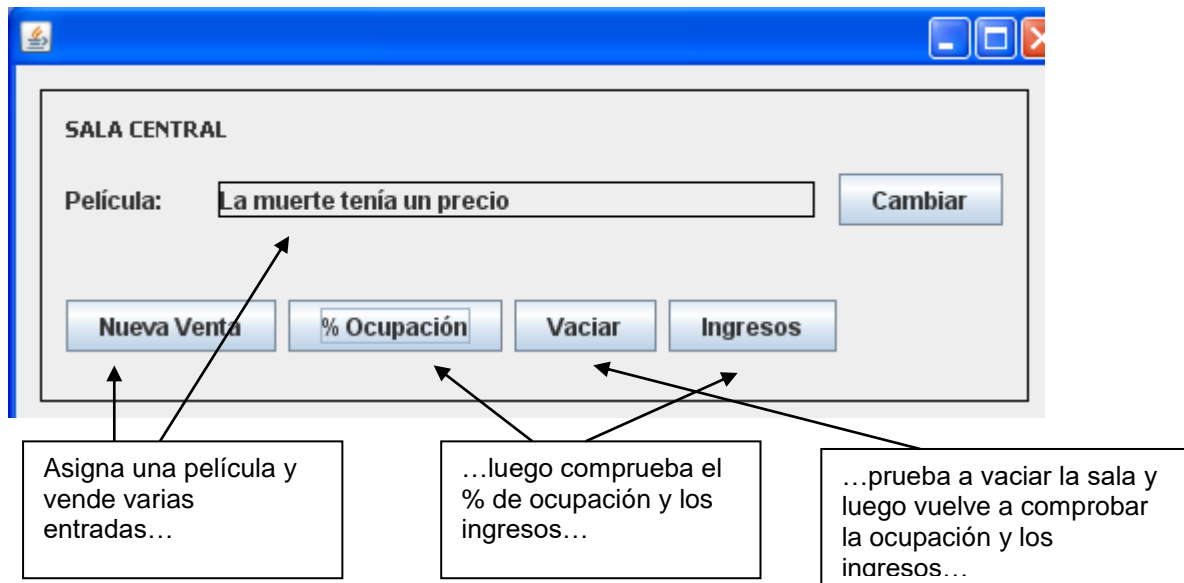 SALA CENTRAL
Película: La muerte tenía un precio Cambiar
Nueva Venta % Ocupación Vaciar Ingresos
Asigna una película y
vende varias
entradas…
…luego comprueba el
% de ocupación y los
ingresos…
…prueba a vaciar la sala y
luego vuelve a comprobar
la ocupación y los
ingresos…